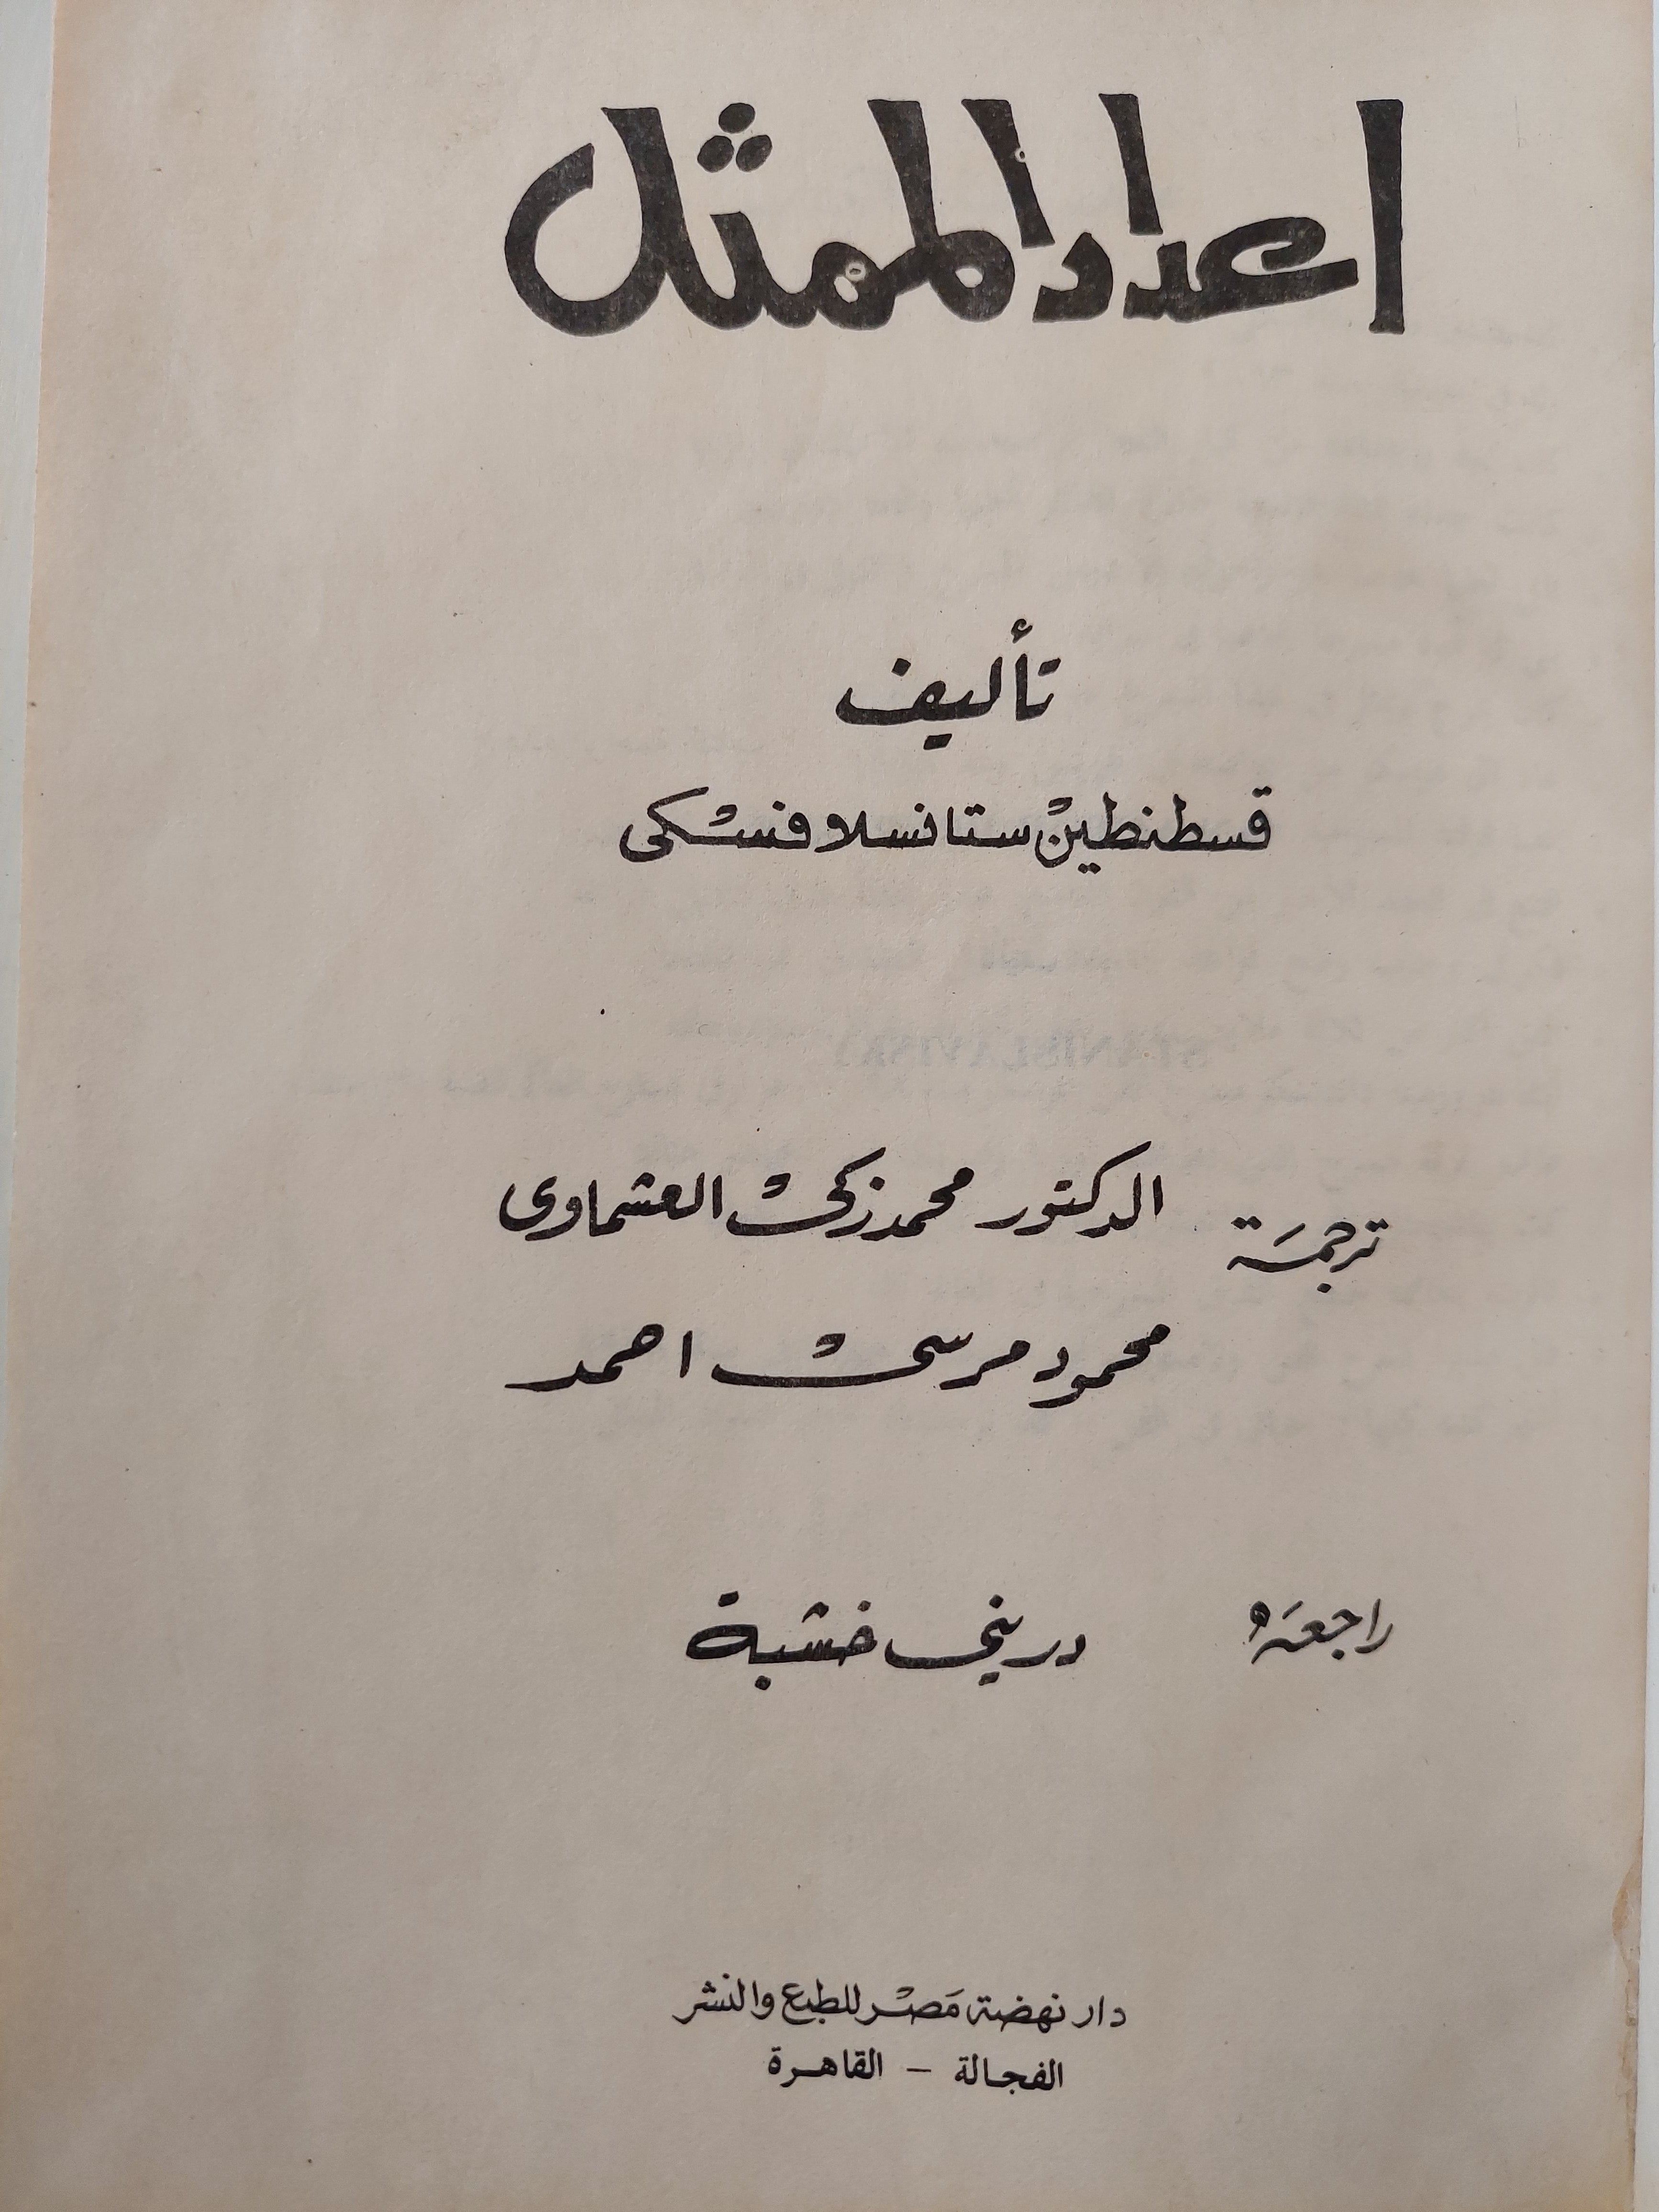 اعداد الممثل
تأليف
قسطنطين ستانسلافسكى
ترجمة الدكتور محمد زكى العشماوى
محمود مرسى احمد
راجعه درينى خشبة
دار نهضة مصر للطبع والنشر
الفجالة - القاهرة